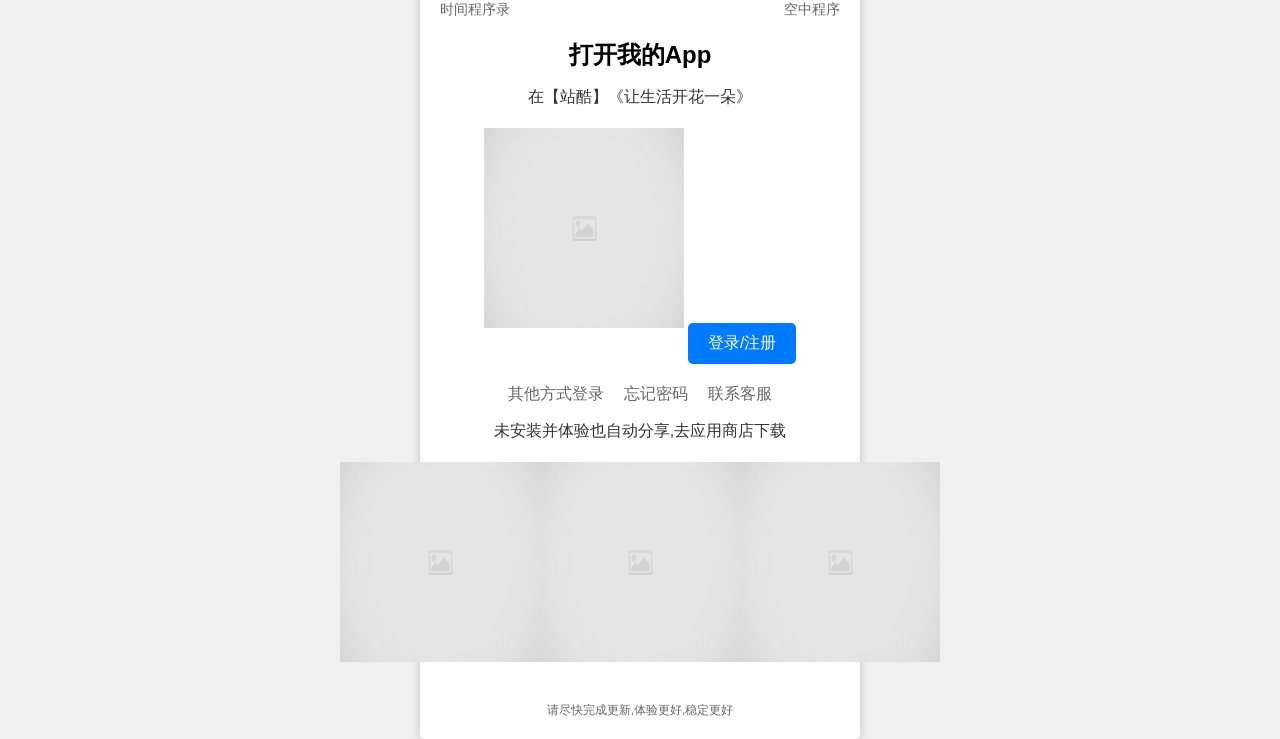 时间程序录 空中程序
打开我的App
在【站酷】《让生活开花一朵》
登录/注册
其他方式登录 忘记密码 联系客服
未安装并体验也自动分享,去应用商店下载
请尽快完成更新,体验更好,稳定更好